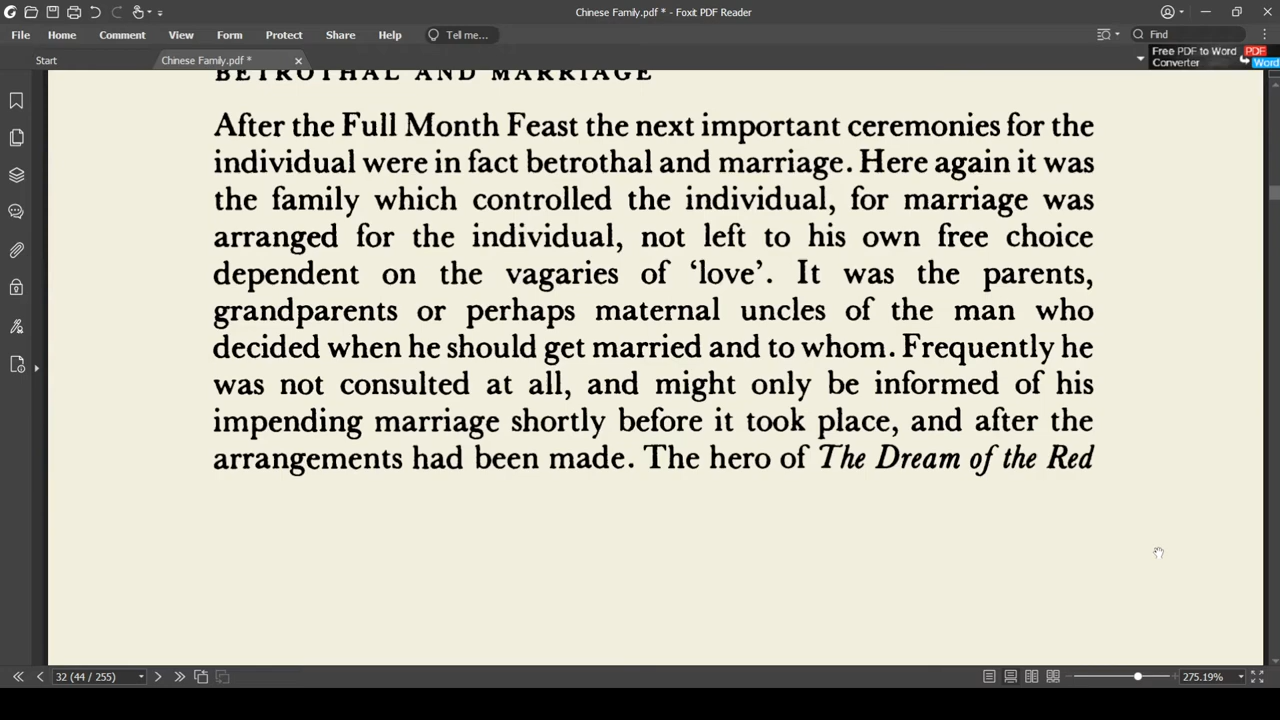 Chinese Family.pdf * - Foxit PDF Reader
File Home Comment View Form Protect Share Help Tell me... Find
Start Chinese Family.pdf * Free PDF to Word Converter PDF Word
BETROTHAL AND MARRIAGE
After the Full Month Feast the next important ceremonies for the
individual were in fact betrothal and marriage. Here again it was
the family which controlled the individual, for marriage was
arranged for the individual, not left to his own free choice
dependent on the vagaries of ‘love’. It was the parents,
grandparents or perhaps maternal uncles of the man who
decided when he should get married and to whom. Frequently he
was not consulted at all, and might only be informed of his
impending marriage shortly before it took place, and after the
arrangements had been made. The hero of The Dream of the Red
32 (44 / 255) 275.19%